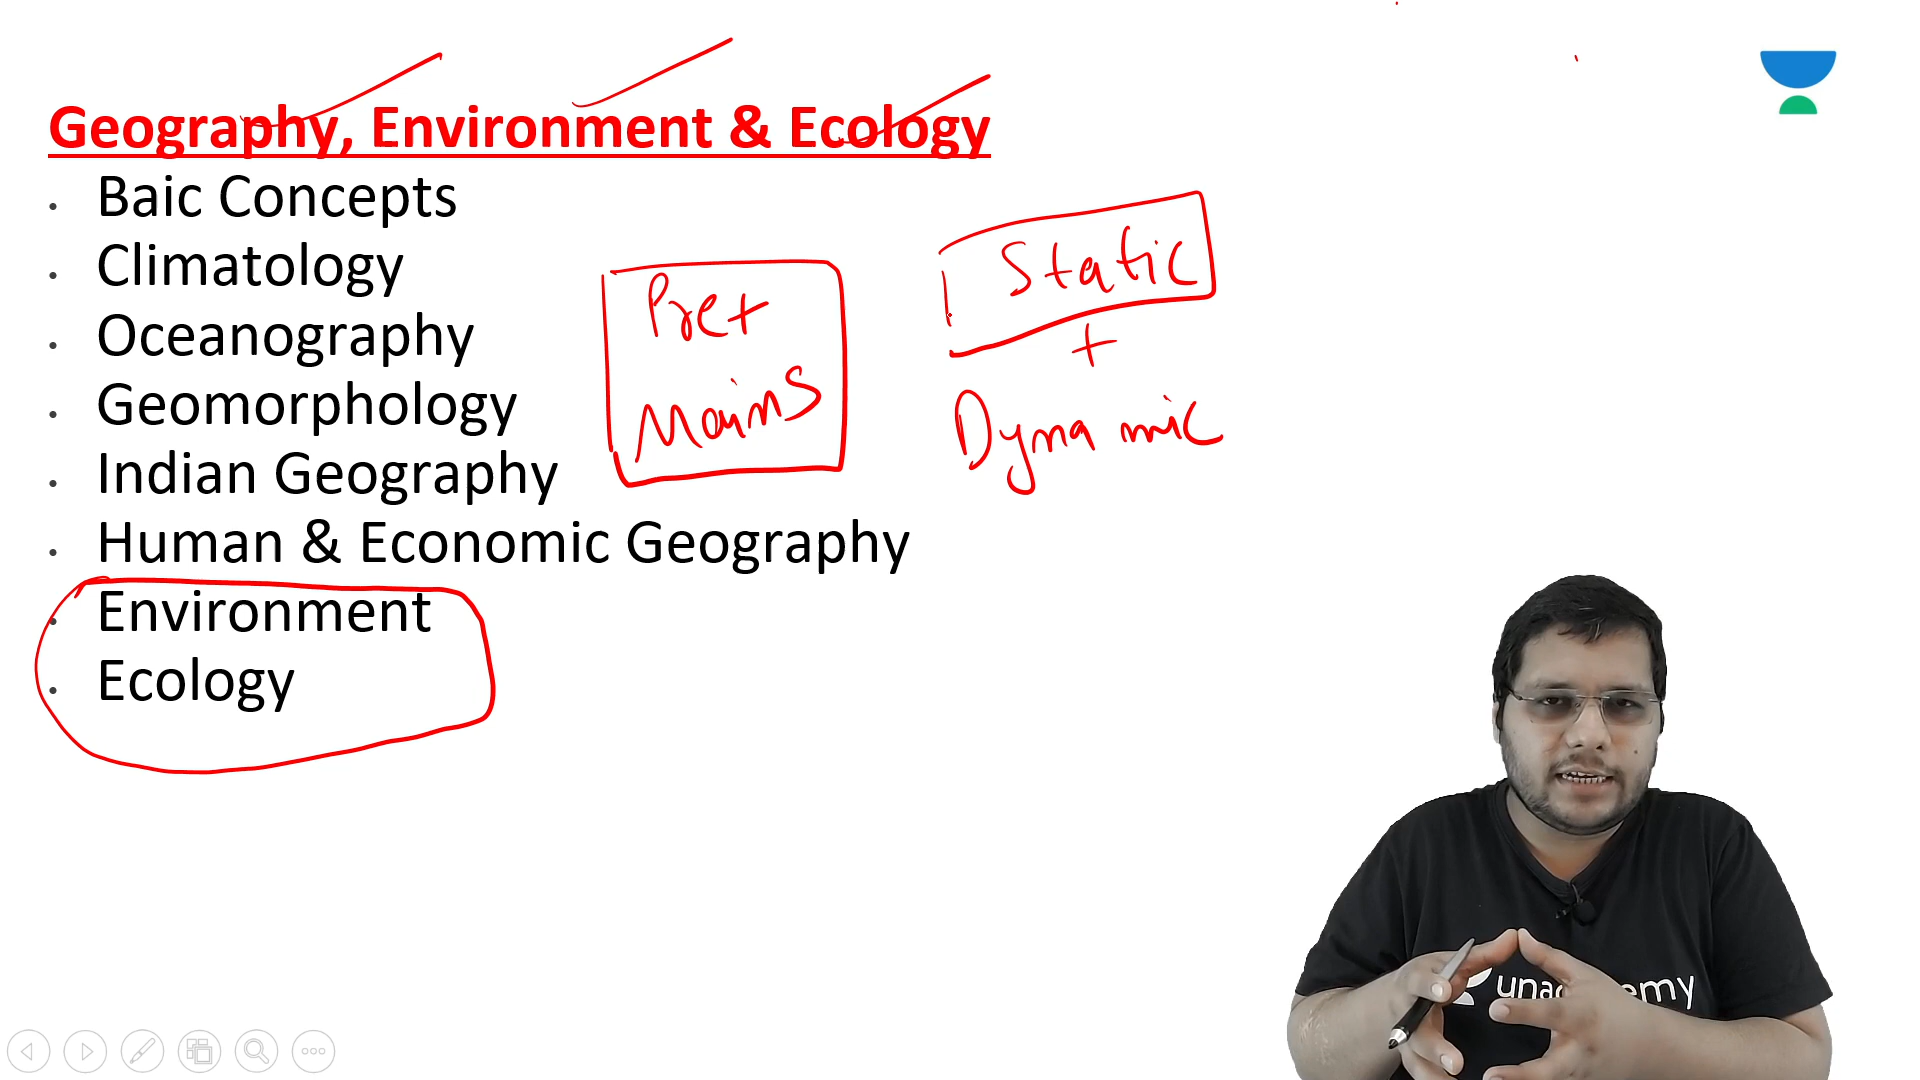 Geography, Environment & Ecology
Baic Concepts
Climatology
Oceanography
Geomorphology
Indian Geography
Human & Economic Geography
Environment
Ecology
Pre+
Mains
Static
+
Dynamic